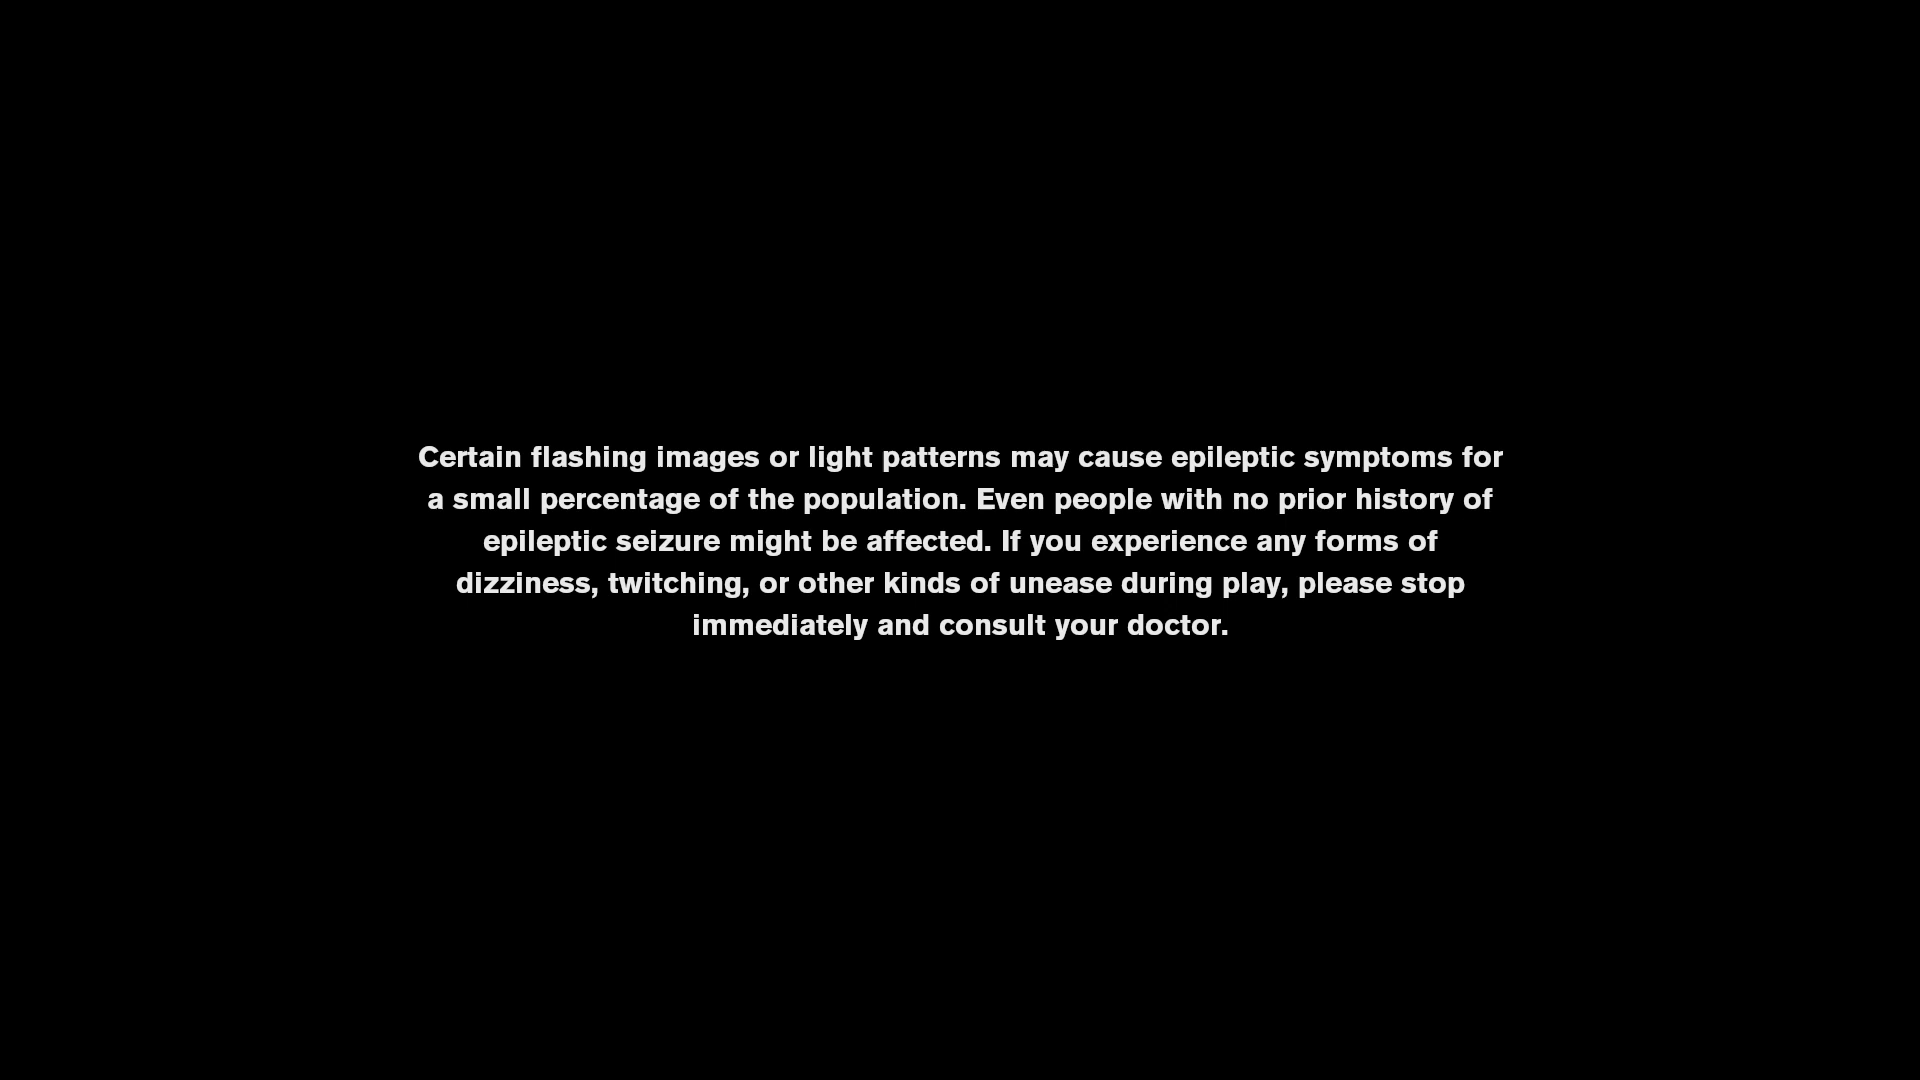 Certain flashing images or light patterns may cause epileptic symptoms for
a small percentage of the population. Even people with no prior history of
epileptic seizure might be affected. If you experience any forms of
dizziness, twitching, or other kinds of unease during play, please stop
immediately and consult your doctor.